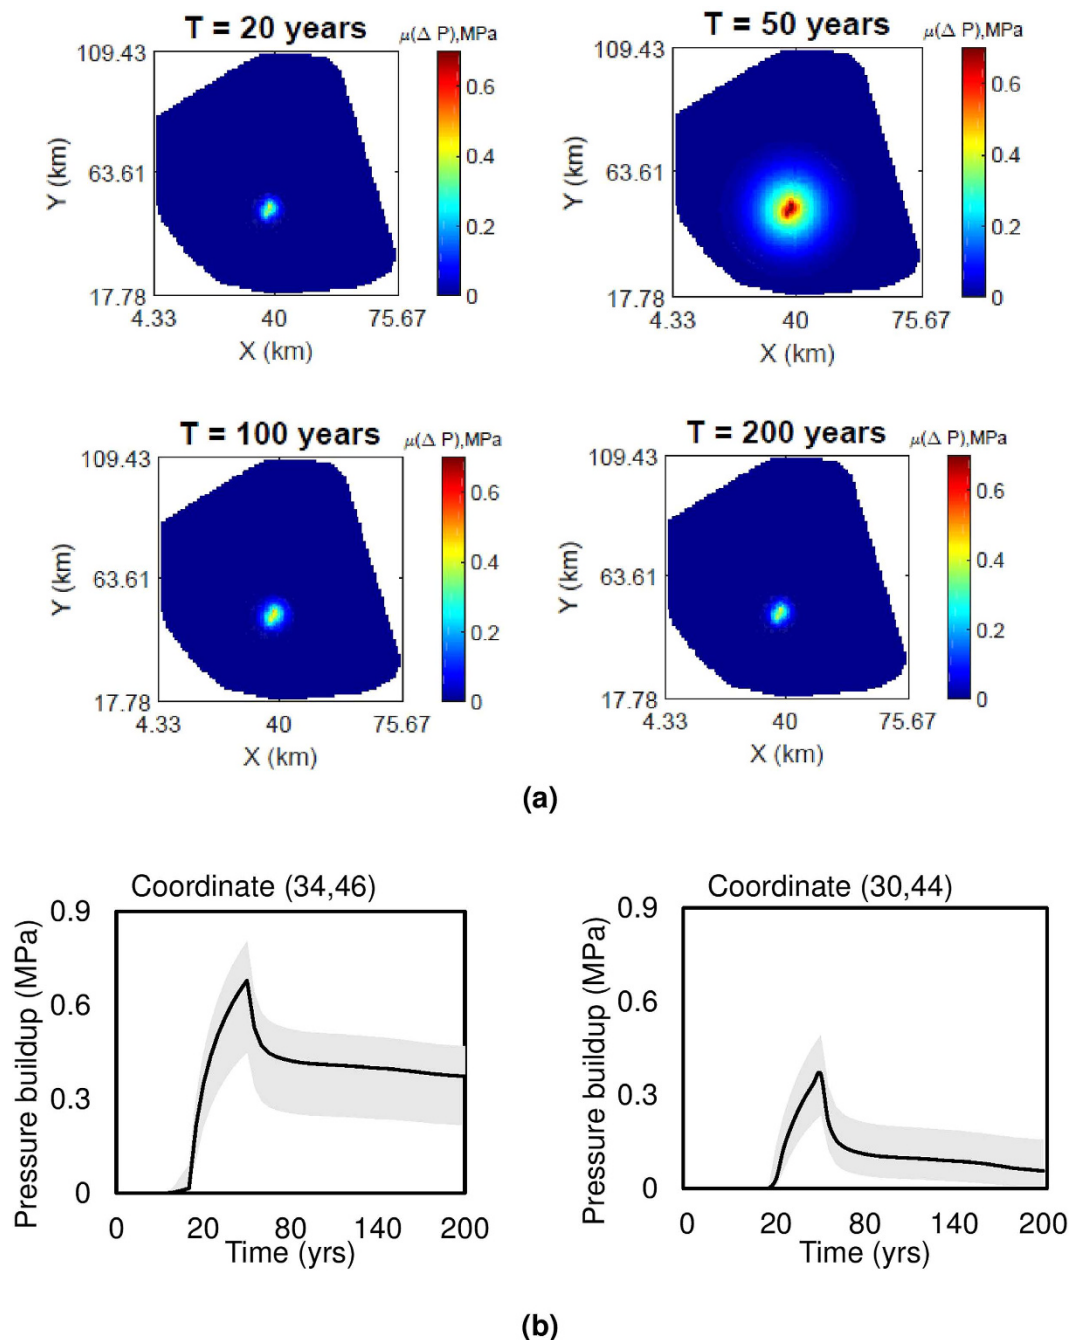 T = 20 years
μ(Δ P),MPa
109.43
63.61
17.78
Y (km)
4.33 40 75.67
X (km)
0.6
0.4
0.2
0
T = 50 years
μ(Δ P),MPa
109.43
63.61
17.78
Y (km)
4.33 40 75.67
X (km)
0.6
0.4
0.2
0
T = 100 years
μ(Δ P),MPa
109.43
63.61
17.78
Y (km)
4.33 40 75.67
X (km)
0.6
0.4
0.2
0
T = 200 years
μ(Δ P),MPa
109.43
63.61
17.78
Y (km)
4.33 40 75.67
X (km)
0.6
0.4
0.2
0
(a)
Coordinate (34,46)
Pressure buildup (MPa)
0.9
0.6
0.3
0
0 20 80 140 200
Time (yrs)
Coordinate (30,44)
Pressure buildup (MPa)
0.9
0.6
0.3
0
0 20 80 140 200
Time (yrs)
(b)